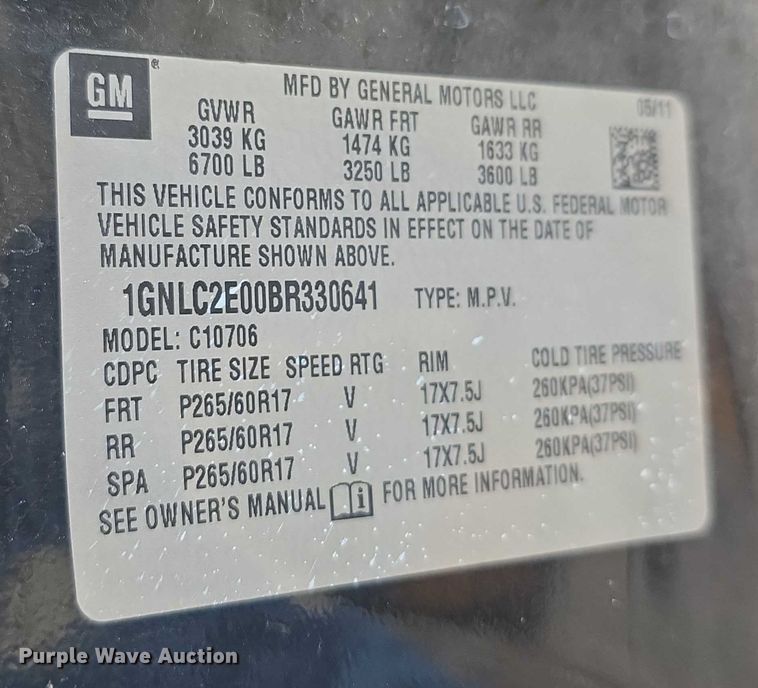 GM ®
MFD BY GENERAL MOTORS LLC 05/11
GVWR GAWR FRT GAWR RR
3039 KG 1474 KG 1633 KG
6700 LB 3250 LB 3600 LB
THIS VEHICLE CONFORMS TO ALL APPLICABLE U.S. FEDERAL MOTOR
VEHICLE SAFETY STANDARDS IN EFFECT ON THE DATE OF
MANUFACTURE SHOWN ABOVE.
1GNLC2E00BR330641 TYPE: M.P.V.
MODEL: C10706
CDPC TIRE SIZE SPEED RTG RIM COLD TIRE PRESSURE
FRT P265/60R17 V 17X7.5J 260KPA(37PSI)
RR P265/60R17 V 17X7.5J 260KPA(37PSI)
SPA P265/60R17 V 17X7.5J 260KPA(37PSI)
SEE OWNER'S MANUAL i FOR MORE INFORMATION.
Purple Wave Auction